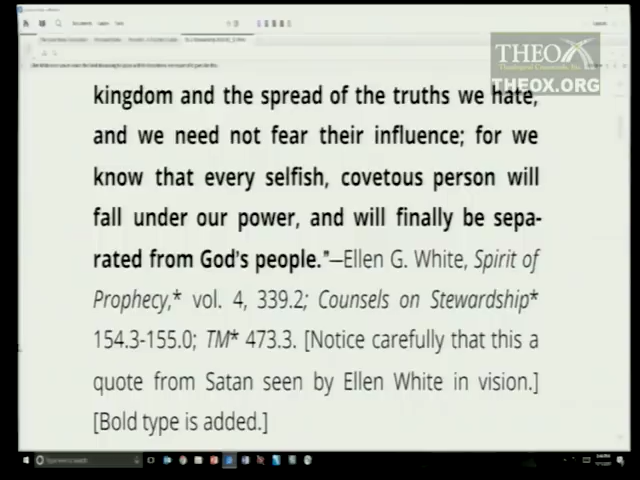 THEOX
THEOX.ORG
kingdom and the spread of the truths we hate,
and we need not fear their influence; for we
know that every selfish, covetous person will
fall under our power, and will finally be sepa-
rated from God's people."—Ellen G. White, Spirit of
Prophecy,* vol. 4, 339.2; Counsels on Stewardship*
154.3-155.0; TM* 473.3. [Notice carefully that this a
quote from Satan seen by Ellen White in vision.]
[Bold type is added.]